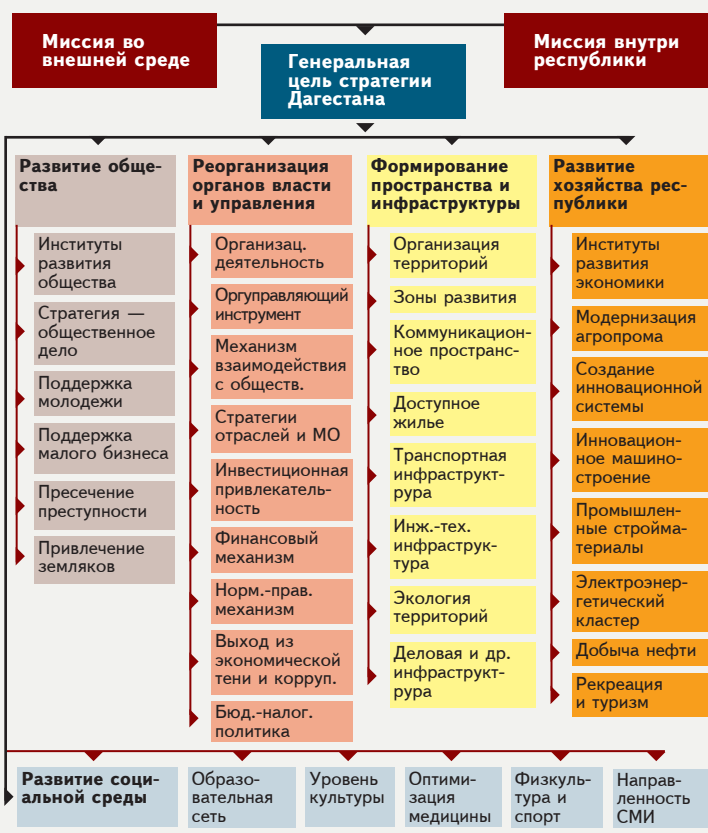 Миссия во
внешней среде
Генеральная
цель стратегии
Дагестана
Миссия внутри
республики
Развитие обще-
ства
Институты
развития
общества
Стратегия —
общественное
дело
Поддержка
молодежи
Поддержка
малого бизнеса
Пресечение
преступности
Привлечение
земляков
Реорганизация
органов власти
и управления
Организац.
деятельность
Оргуправляющий
инструмент
Механизм
взаимодействия
с обществ.
Стратегии
отраслей и МО
Инвестиционная
привлекатель-
ность
Финансовый
механизм
Норм.-прав.
механизм
Выход из
экономической
тени и корруп.
Бюд.-налог.
политика
Формирование
пространства и
инфраструктуры
Организация
территорий
Зоны развития
Коммуникацион-
ное пространс-
тво
Доступное
жилье
Транспортная
инфраструкт-
рура
Инж.-тех.
инфраструк-
тура
Экология
территорий
Деловая и др.
инфраструкт-
рура
Развитие
хозяйства рес-
публики
Институты
развития
экономики
Модернизация
агропрома
Создание
инновационной
системы
Инновацион-
ное машино-
строение
Промышлен-
ные стройма-
териалы
Электроэнер-
гетический
кластер
Добыча нефти
Рекреация
и туризм
Развитие соци-
альной среды
Образо-
вательная
сеть
Уровень
культуры
Оптими-
зация
медицины
Физкуль-
тура и
спорт
Направ-
ленность
СМИ